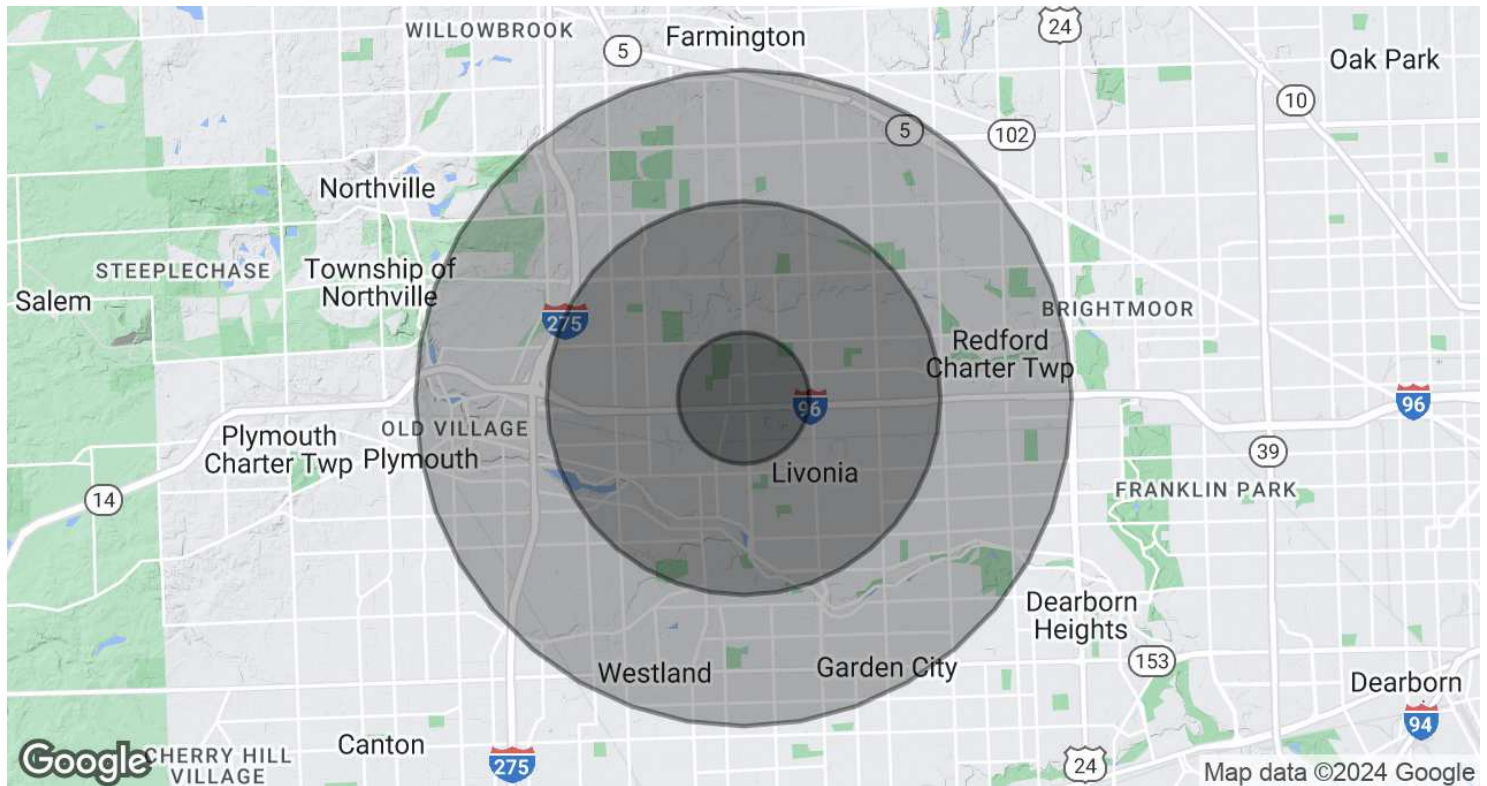 WILLOWBROOK
5
Farmington
24
Oak Park
10
5
102
Northville
STEEPLECHASE
Township of
Northville
Salem
275
BRIGHTMOOR
Redford
Charter Twp
96
96
OLD VILLAGE
Plymouth
Charter Twp
Plymouth
Livonia
39
14
FRANKLIN PARK
Dearborn
Heights
153
Westland
Garden City
Dearborn
94
Canton
275
24
Google
CHERRY HILL
VILLAGE
Map data ©2024 Google